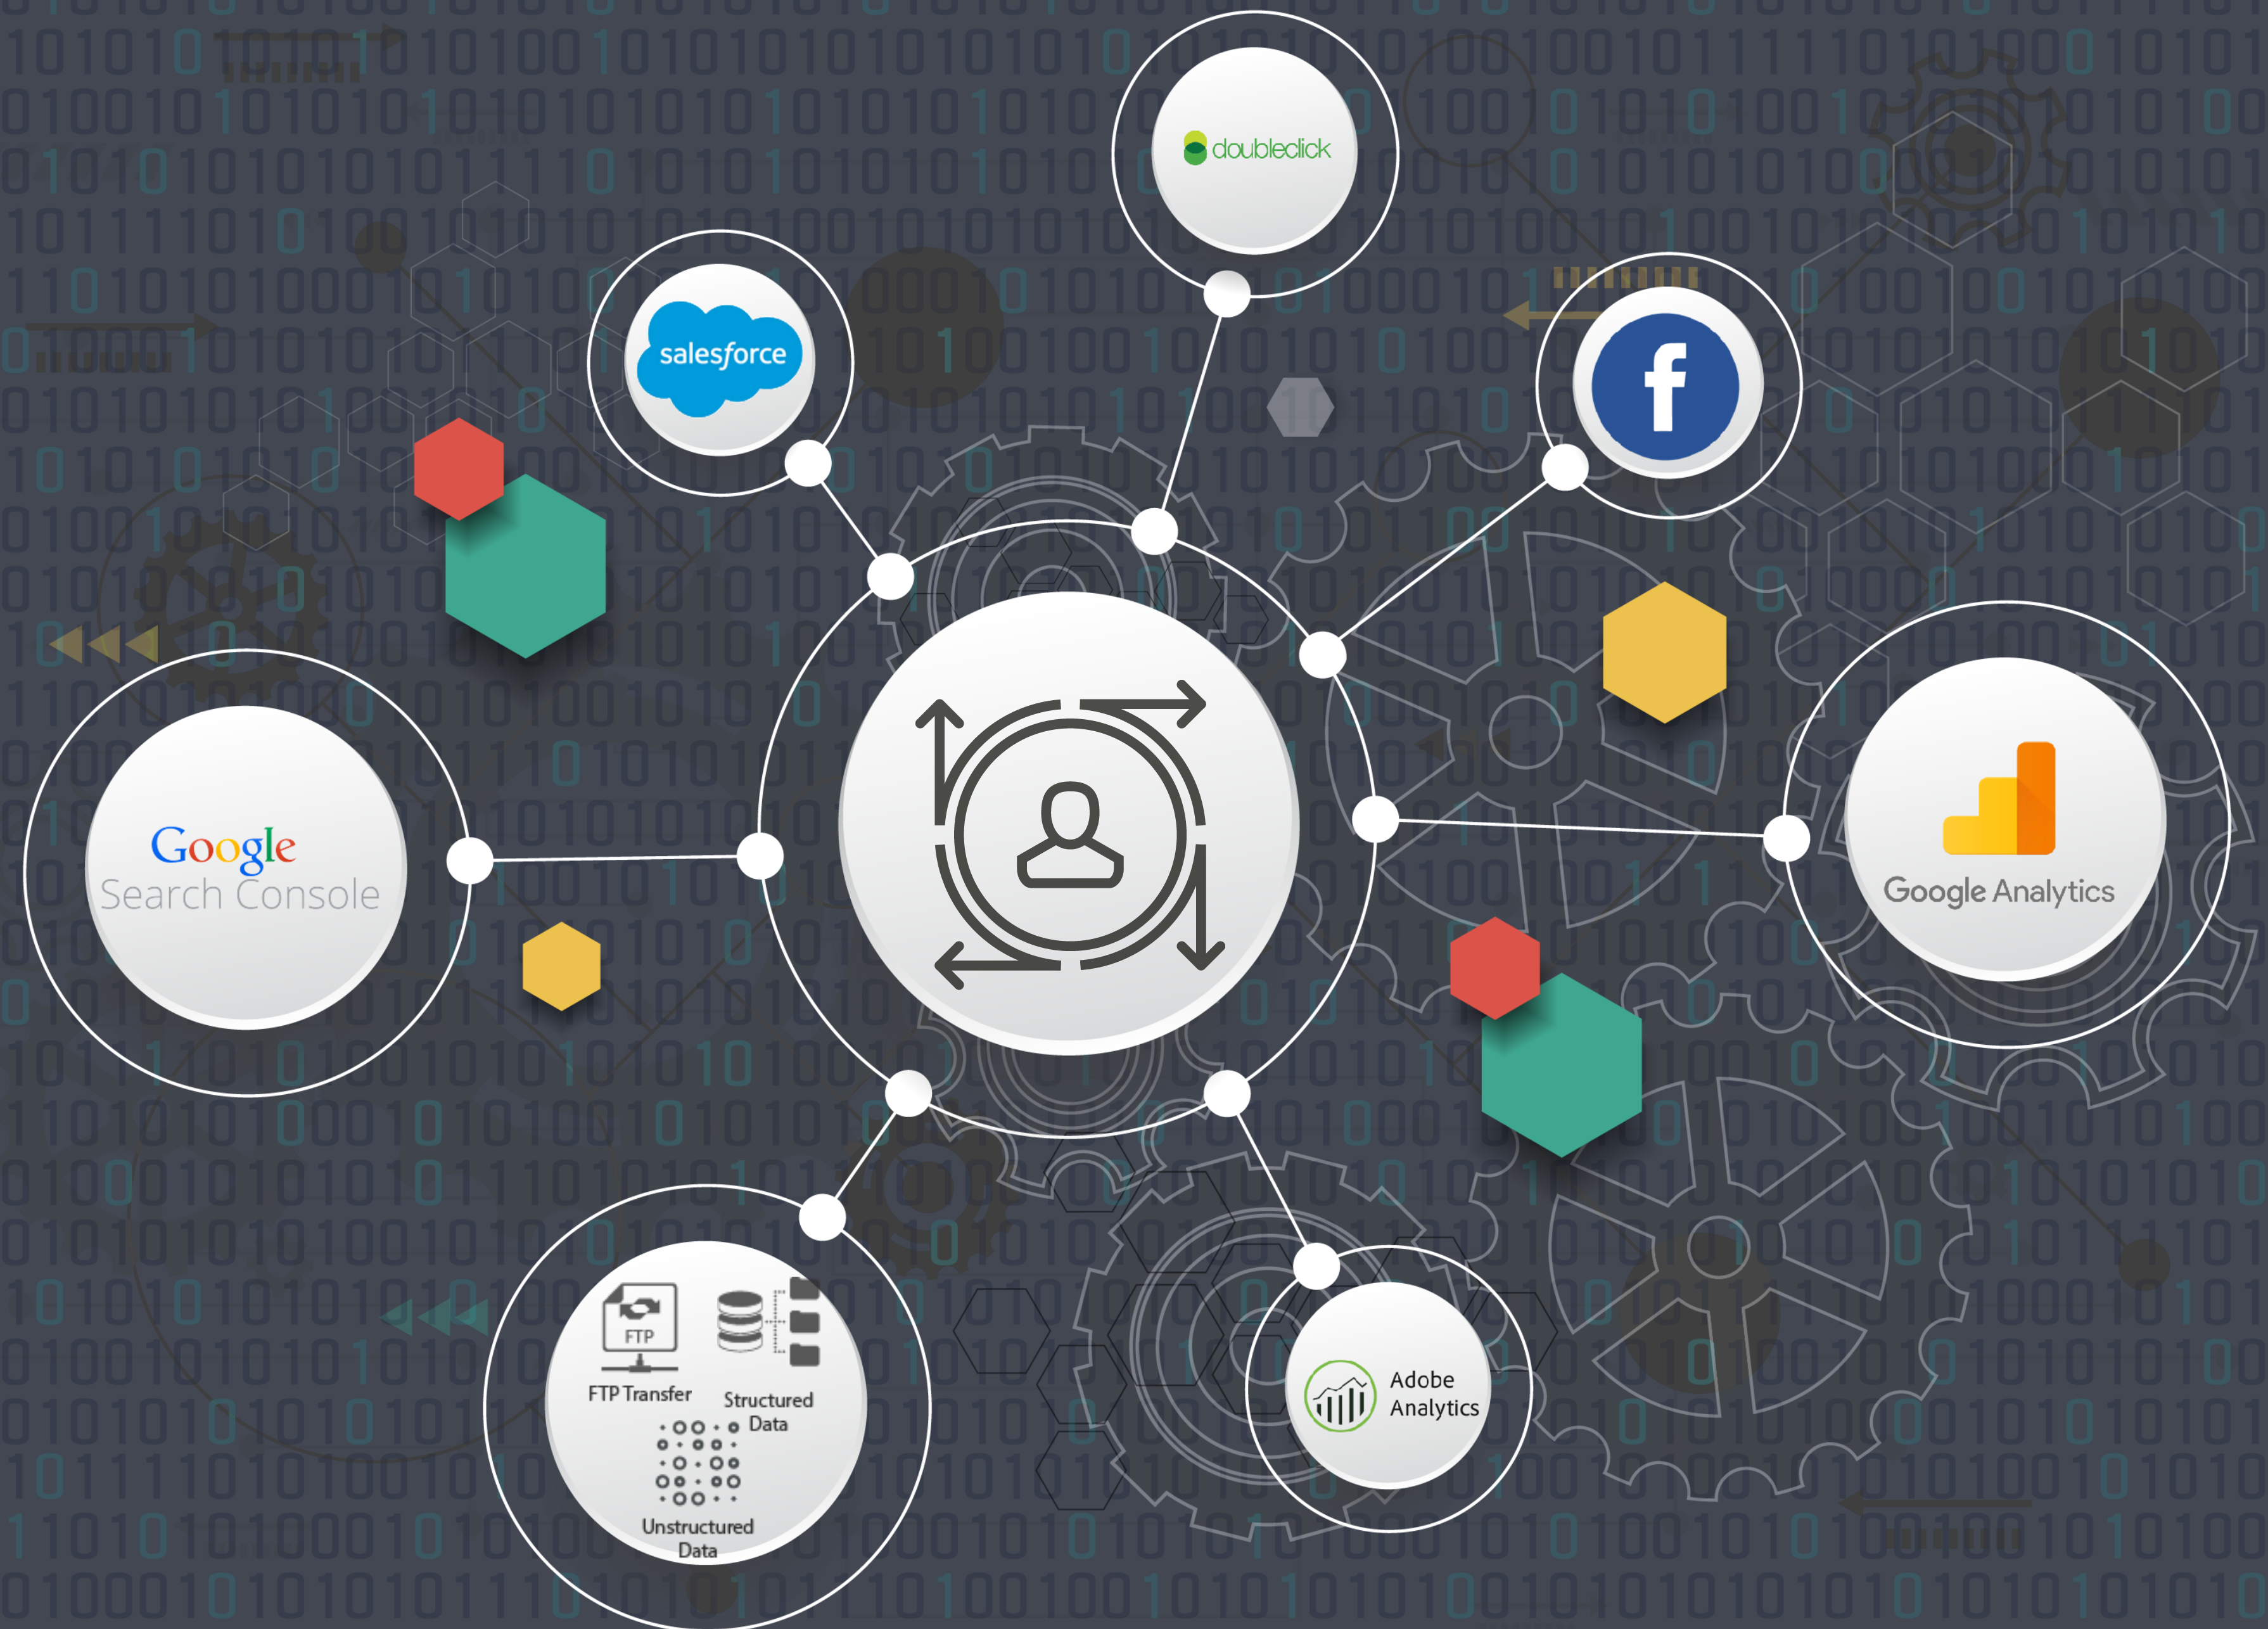 doubleclick
salesforce
f
Google
Search Console
Google Analytics
FTP
FTP Transfer
Structured
Data
Unstructured
Data
Adobe
Analytics